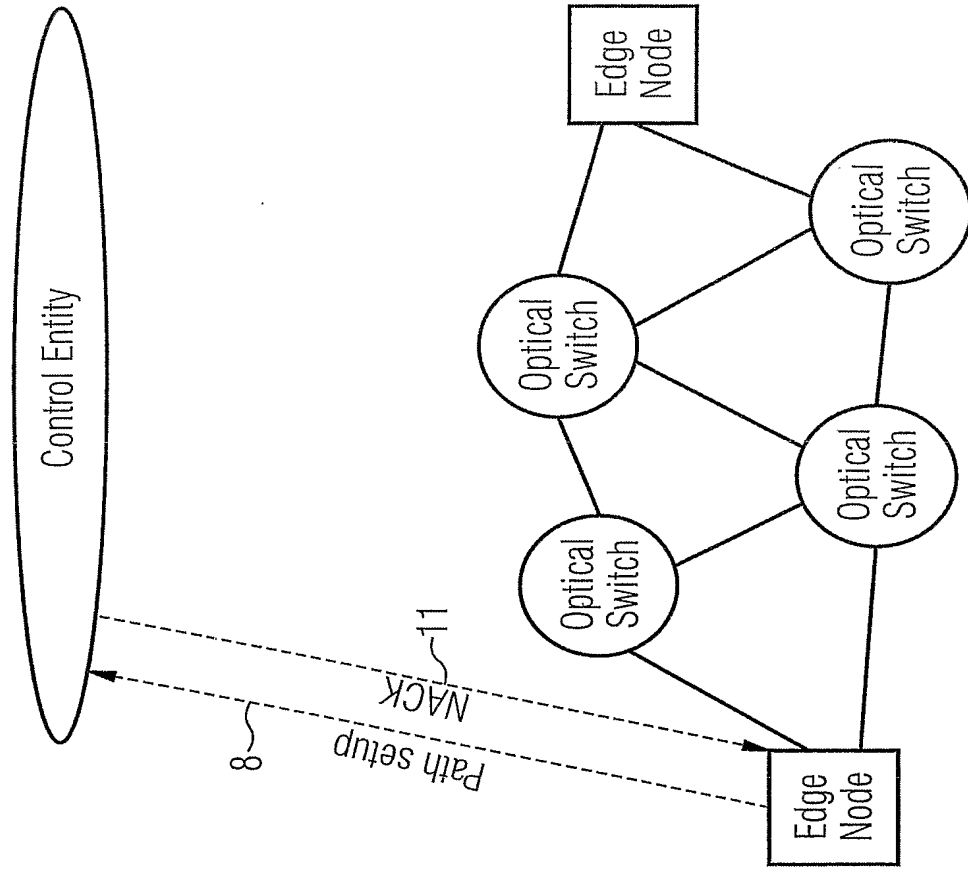 Control Entity
Path setup
8
NACK
11
Edge
Node
Optical
Switch
Optical
Switch
Optical
Switch
Optical
Switch
Edge
Node